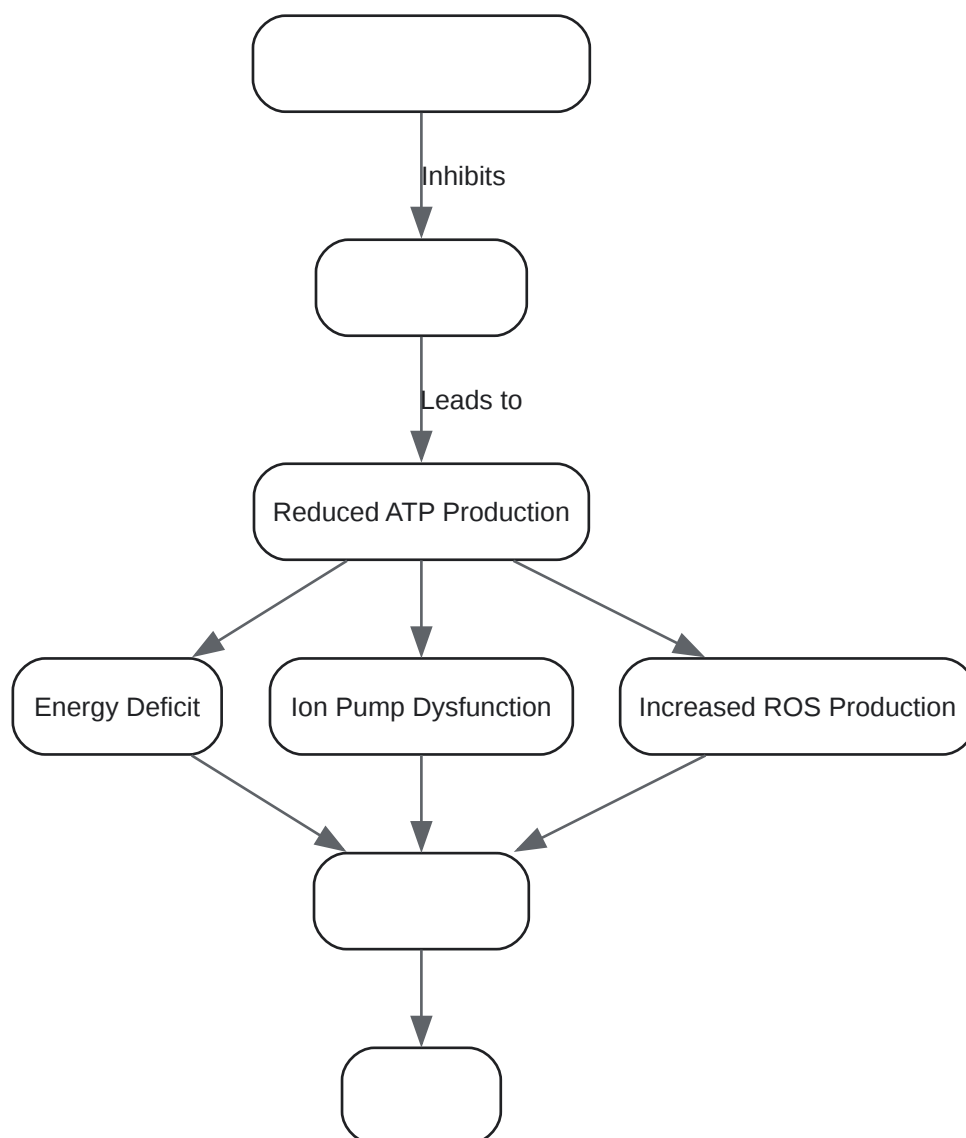 Inhibits
Leads to
Reduced ATP Production
Energy Deficit
Ion Pump Dysfunction
Increased ROS Production